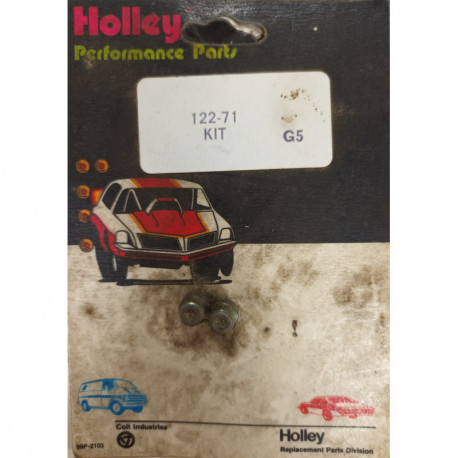 Holley
Performance Parts
122-71
KIT G5
Colt Industries
Holley
Replacement Parts Division